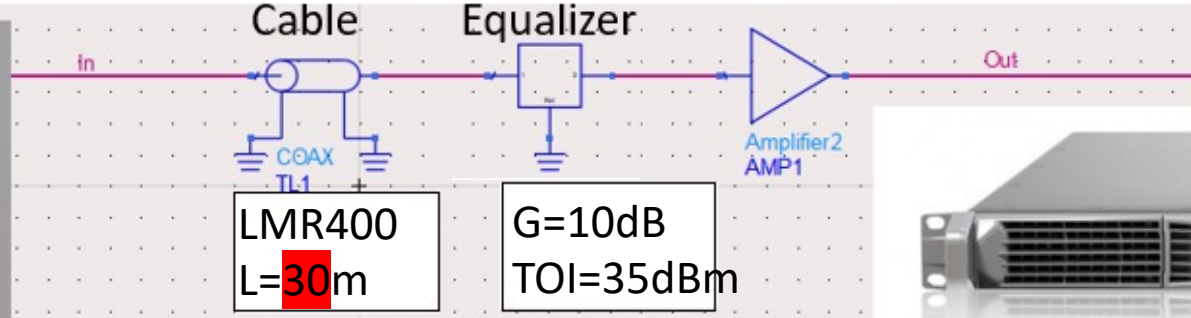 Cable
Equalizer
In
Out
COAX
TL1
Amplifier2
AMP1
LMR400
L=30m
G=10dB
TOI=35dBm